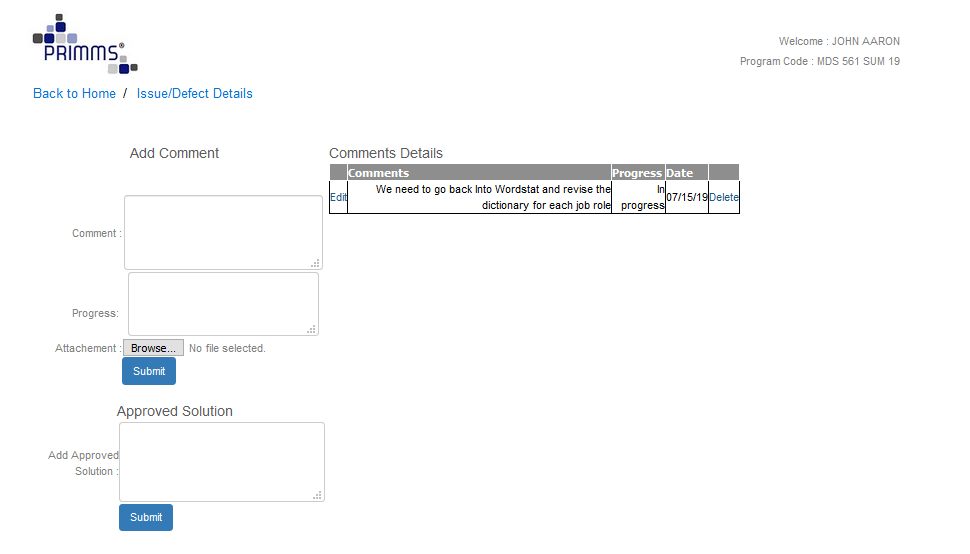 PRIMMS®
Welcome : JOHN AARON
Program Code : MDS 561 SUM 19
Back to Home / Issue/Defect Details
Add Comment
Comment :
Progress:
Attachement : Browse... No file selected.
Submit
Comments Details
Comments Progress Date
Edit We need to go back Into Wordstat and revise the In 07/15/19 Delete
dictionary for each job role progress
Approved Solution
Add Approved
Solution :
Submit